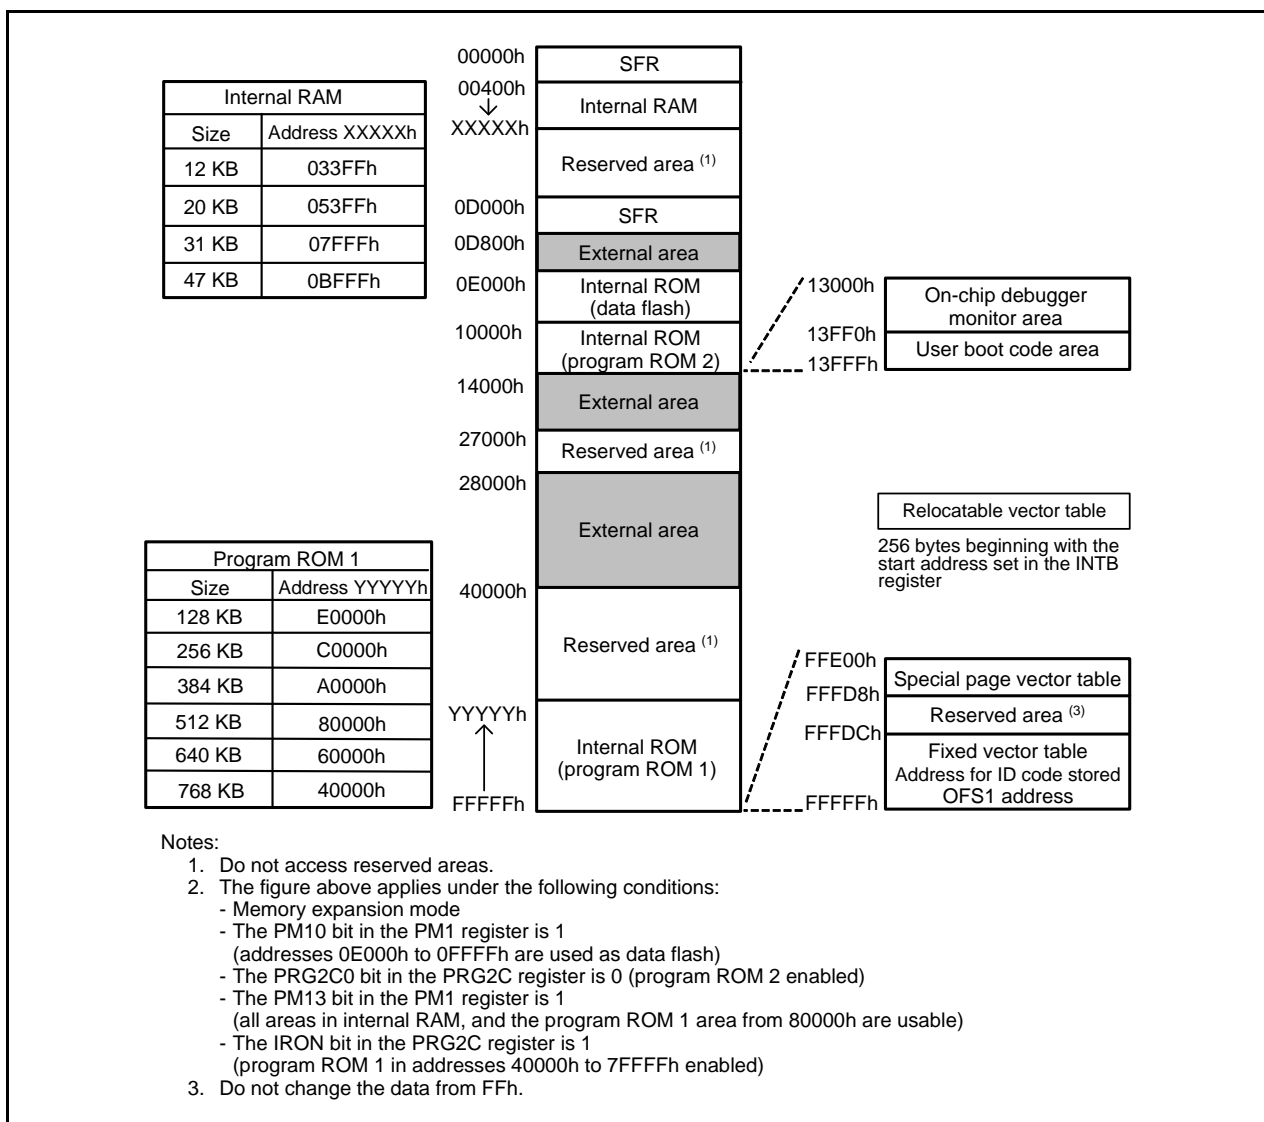 Internal RAM
Size Address XXXXXh
12 KB 033FFh
20 KB 053FFh
31 KB 07FFFh
47 KB 0BFFFh
Program ROM 1
Size Address YYYYYh
128 KB E0000h
256 KB C0000h
384 KB A0000h
512 KB 80000h
640 KB 60000h
768 KB 40000h
00000h
SFR
00400h
Internal RAM
XXXXXh
Reserved area (1)
0D000h
SFR
0D800h
External area
0E000h
Internal ROM
(data flash)
10000h
Internal ROM
(program ROM 2)
14000h
External area
27000h
Reserved area (1)
28000h
External area
40000h
Reserved area (1)
YYYYYh
Internal ROM
(program ROM 1)
FFFFFh
13000h
On-chip debugger
monitor area
13FF0h
User boot code area
13FFFh
Relocatable vector table
256 bytes beginning with the
start address set in the INTB
register
FFE00h
Special page vector table
FFFD8h
Reserved area (3)
FFFDCh
Fixed vector table
Address for ID code stored
OFS1 address
FFFFFh
Notes:
1. Do not access reserved areas.
2. The figure above applies under the following conditions:
- Memory expansion mode
- The PM10 bit in the PM1 register is 1
(addresses 0E000h to 0FFFFh are used as data flash)
- The PRG2C0 bit in the PRG2C register is 0 (program ROM 2 enabled)
- The PM13 bit in the PM1 register is 1
(all areas in internal RAM, and the program ROM 1 area from 80000h are usable)
- The IRON bit in the PRG2C register is 1
(program ROM 1 in addresses 40000h to 7FFFFh enabled)
3. Do not change the data from FFh.